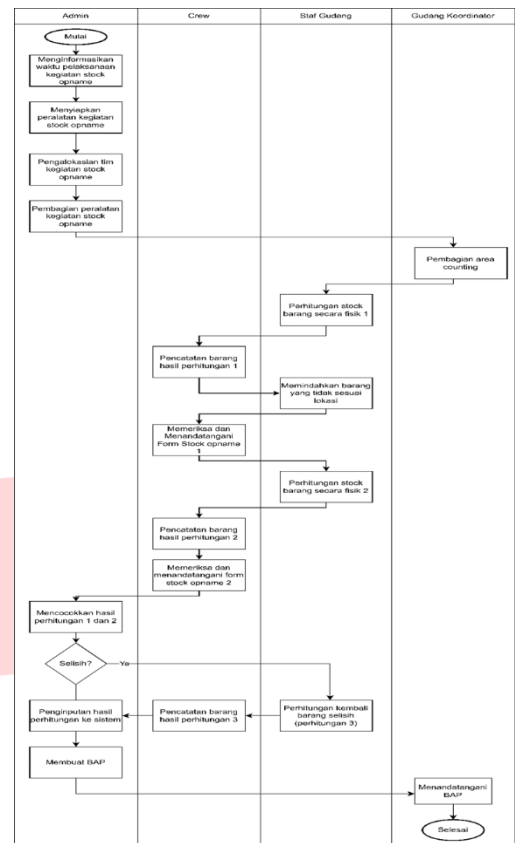 Admin
Crew
Staf Gudang
Gudang Koordinator
Mulai
Menginformasikan
waktu pelaksanaan
kegiatan stock
opname
Menyiapkan
peralatan kegiatan
stock opname
Pengalokasian tim
kegiatan stock
opname
Pembagian peralatan
kegiatan stock
opname
Pembagian area
counting
Perhitungan stock
barang secara fisik 1
Pencatatan barang
hasil perhitungan 1
Memindahkan barang
yang tidak sesuai
lokasi
Memeriksa dan
Menandatangani
Form Stock opname
1
Perhitungan stock
barang secara fisik 2
Pencatatan barang
hasil perhitungan 2
Memeriksa dan
menandatangani form
stock opname 2
Mencocokkan hasil
perhitungan 1 dan 2
Selisih?
Ya
Perhitungan kembali
barang selisih
(perhitungan 3)
Pencatatan barang
hasil perhitungan 3
Penginputan hasil
perhitungan ke sistem
Membuat BAP
Menandatangani
BAP
Selesai